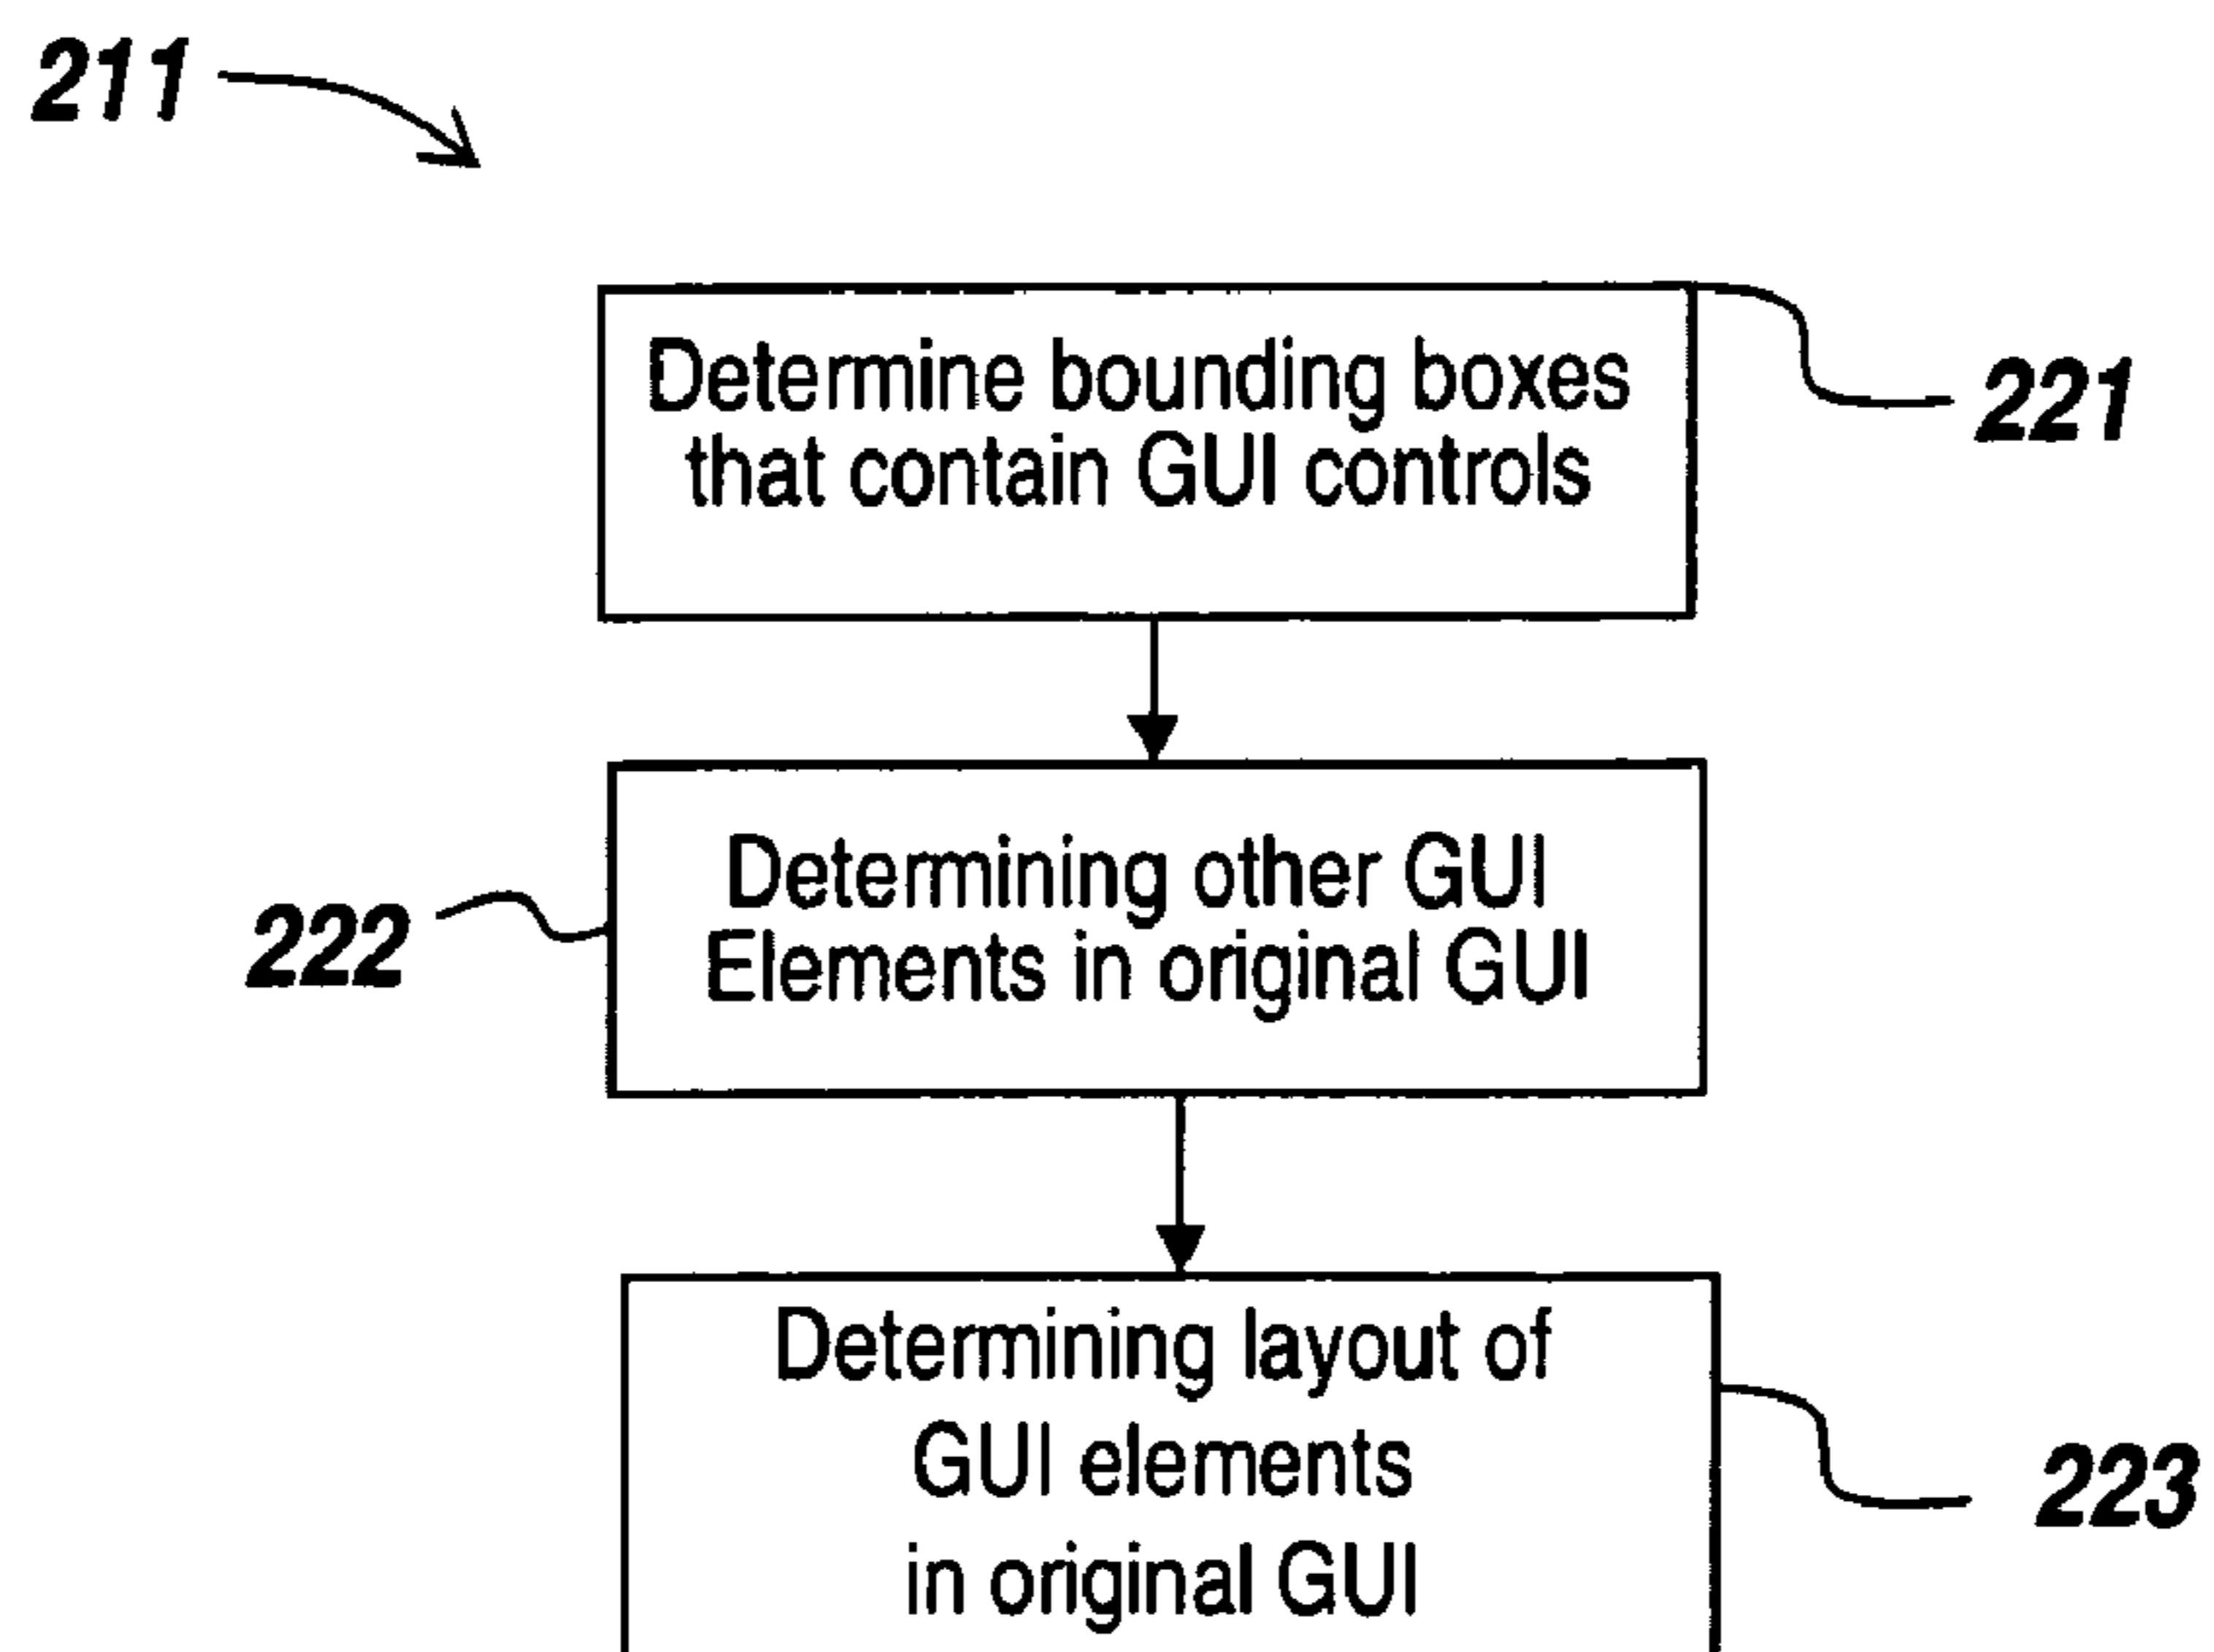 211
Determine bounding boxes
that contain GUI controls
221
Determining other GUI
Elements in original GUI
222
Determining layout of
GUI elements
in original GUI
223